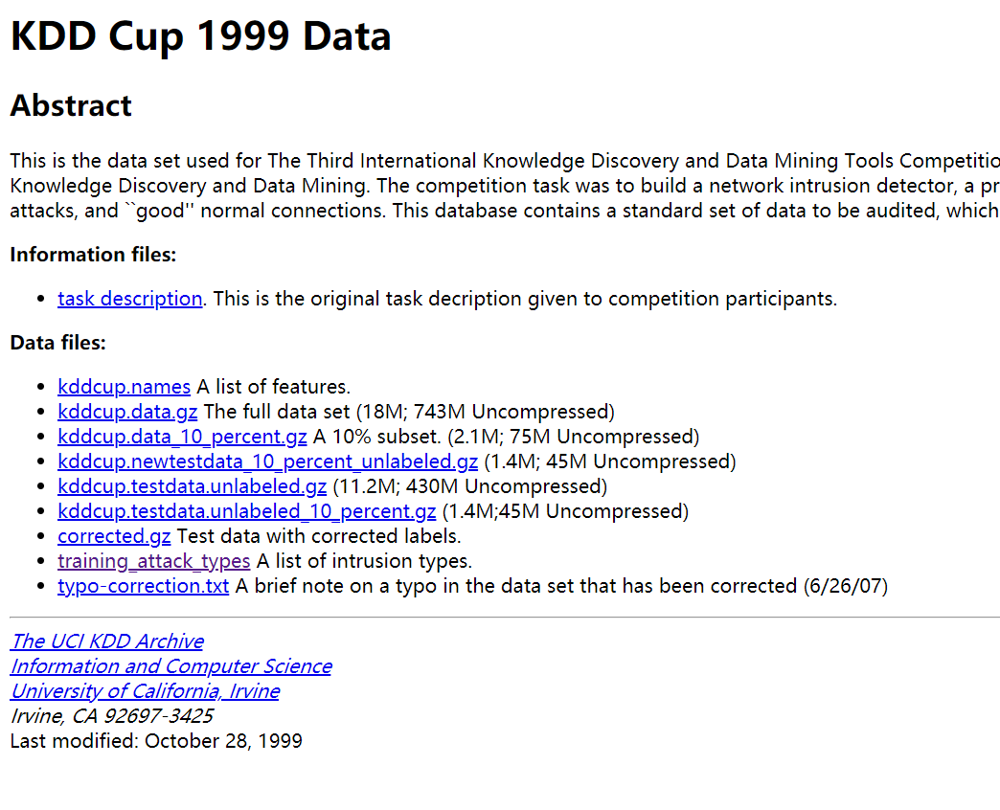 KDD Cup 1999 Data
Abstract
This is the data set used for The Third International Knowledge Discovery and Data Mining Tools Competitio
Knowledge Discovery and Data Mining. The competition task was to build a network intrusion detector, a pr
attacks, and ``good'' normal connections. This database contains a standard set of data to be audited, which
Information files:
• task description. This is the original task decription given to competition participants.
Data files:
• kddcup.names A list of features.
• kddcup.data.gz The full data set (18M; 743M Uncompressed)
• kddcup.data_10_percent.gz A 10% subset. (2.1M; 75M Uncompressed)
• kddcup.newtestdata_10_percent_unlabeled.gz (1.4M; 45M Uncompressed)
• kddcup.testdata.unlabeled.gz (11.2M; 430M Uncompressed)
• kddcup.testdata.unlabeled_10_percent.gz (1.4M;45M Uncompressed)
• corrected.gz Test data with corrected labels.
• training_attack_types A list of intrusion types.
• typo-correction.txt A brief note on a typo in the data set that has been corrected (6/26/07)
The UCI KDD Archive
Information and Computer Science
University of California, Irvine
Irvine, CA 92697-3425
Last modified: October 28, 1999